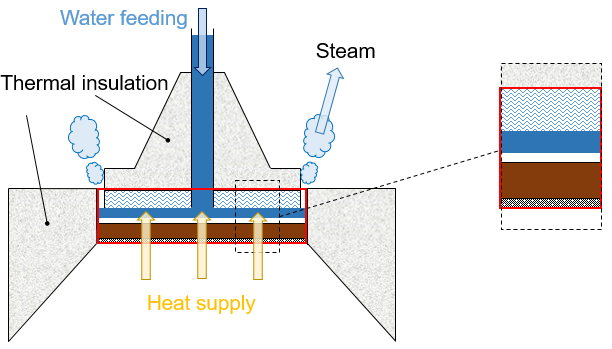 Water feeding
Steam
Thermal insulation
Heat supply